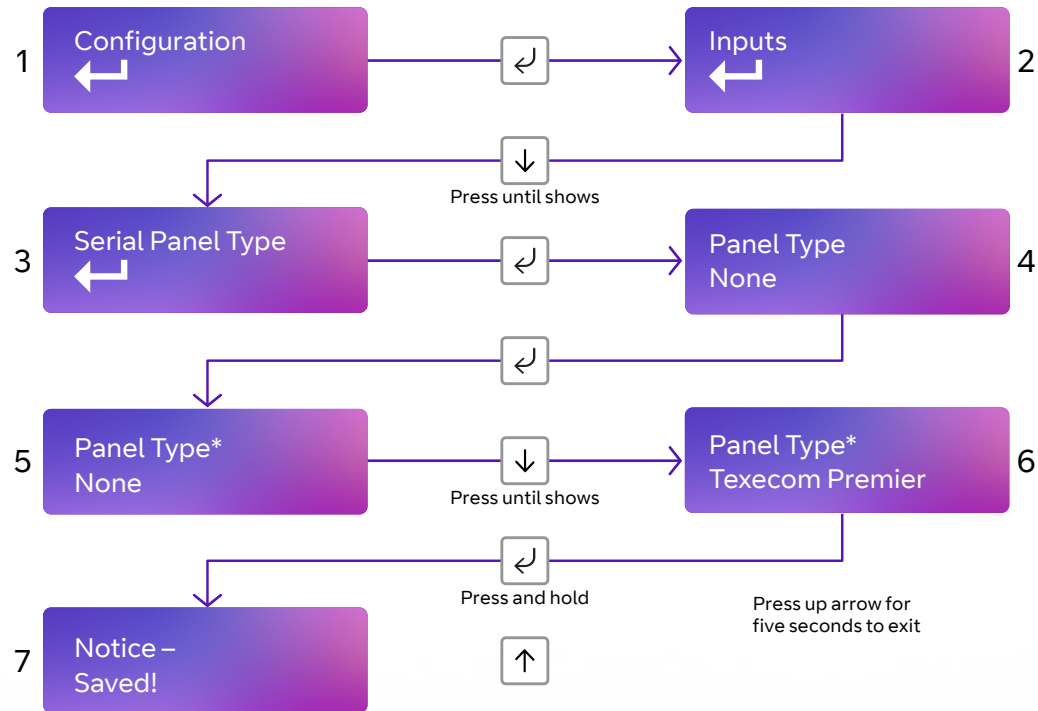 1
Configuration
Inputs
2
Press until shows
3
Serial Panel Type
Panel Type
None
4
5
Panel Type*
None
Press until shows
Panel Type*
Texecom Premier
6
Press and hold
Press up arrow for
five seconds to exit
7
Notice –
Saved!